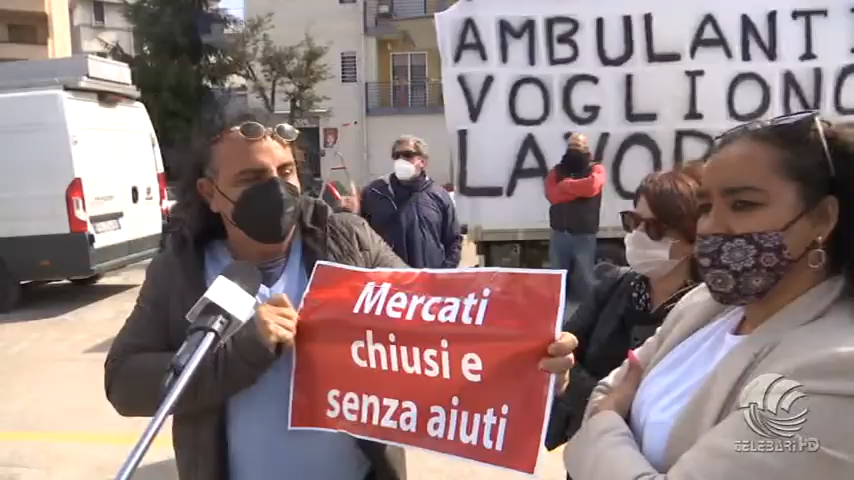 AMBULANTI
VOGLIONO
LAVORO
Mercati
chiusi e
senza aiuti
TELEBARI HD